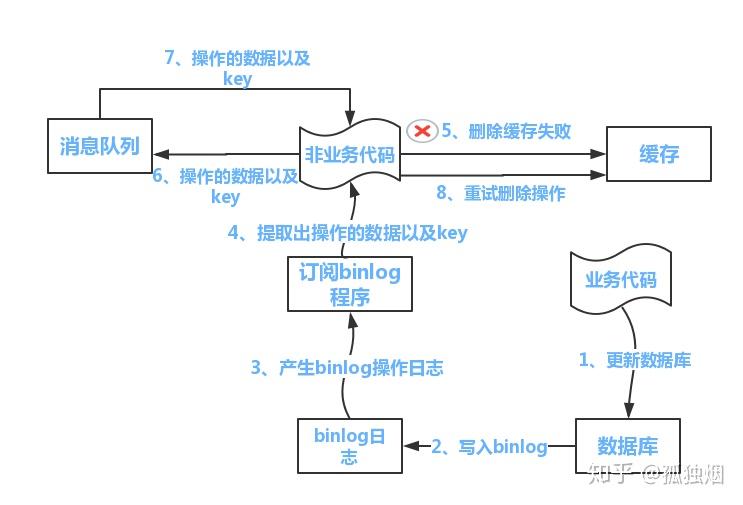 7、操作的数据以及
key
消息队列
非业务代码
5、删除缓存失败
缓存
6、操作的数据以及
key
8、重试删除操作
4、提取出操作的数据以及key
订阅binlog
程序
业务代码
3、产生binlog操作日志
1、更新数据库
binlog日
志
2、写入binlog
数据库
知乎 @孤独烟